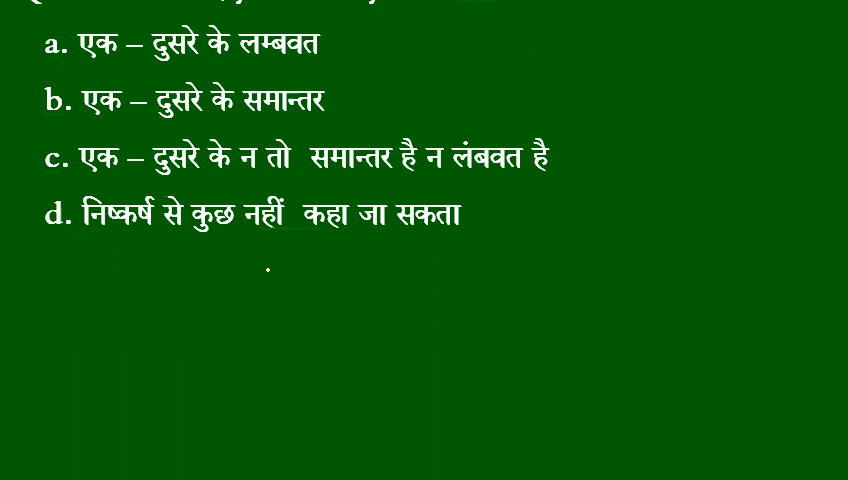 a. एक – दुसरे के लम्बवत
b. एक – दुसरे के समान्तर
c. एक – दुसरे के न तो समान्तर है न लंबवत है
d. निष्कर्ष से कुछ नहीं कहा जा सकता